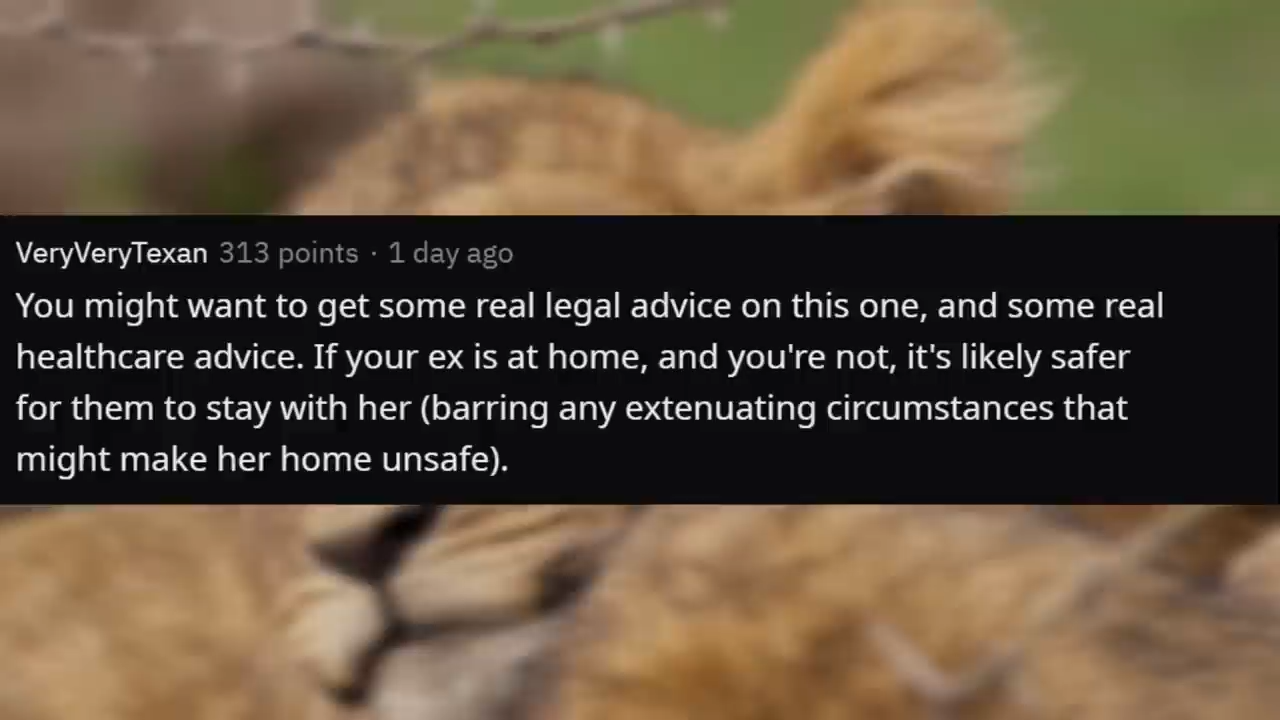 VeryVeryTexan 313 points · 1 day ago
You might want to get some real legal advice on this one, and some real
healthcare advice. If your ex is at home, and you're not, it's likely safer
for them to stay with her (barring any extenuating circumstances that
might make her home unsafe).